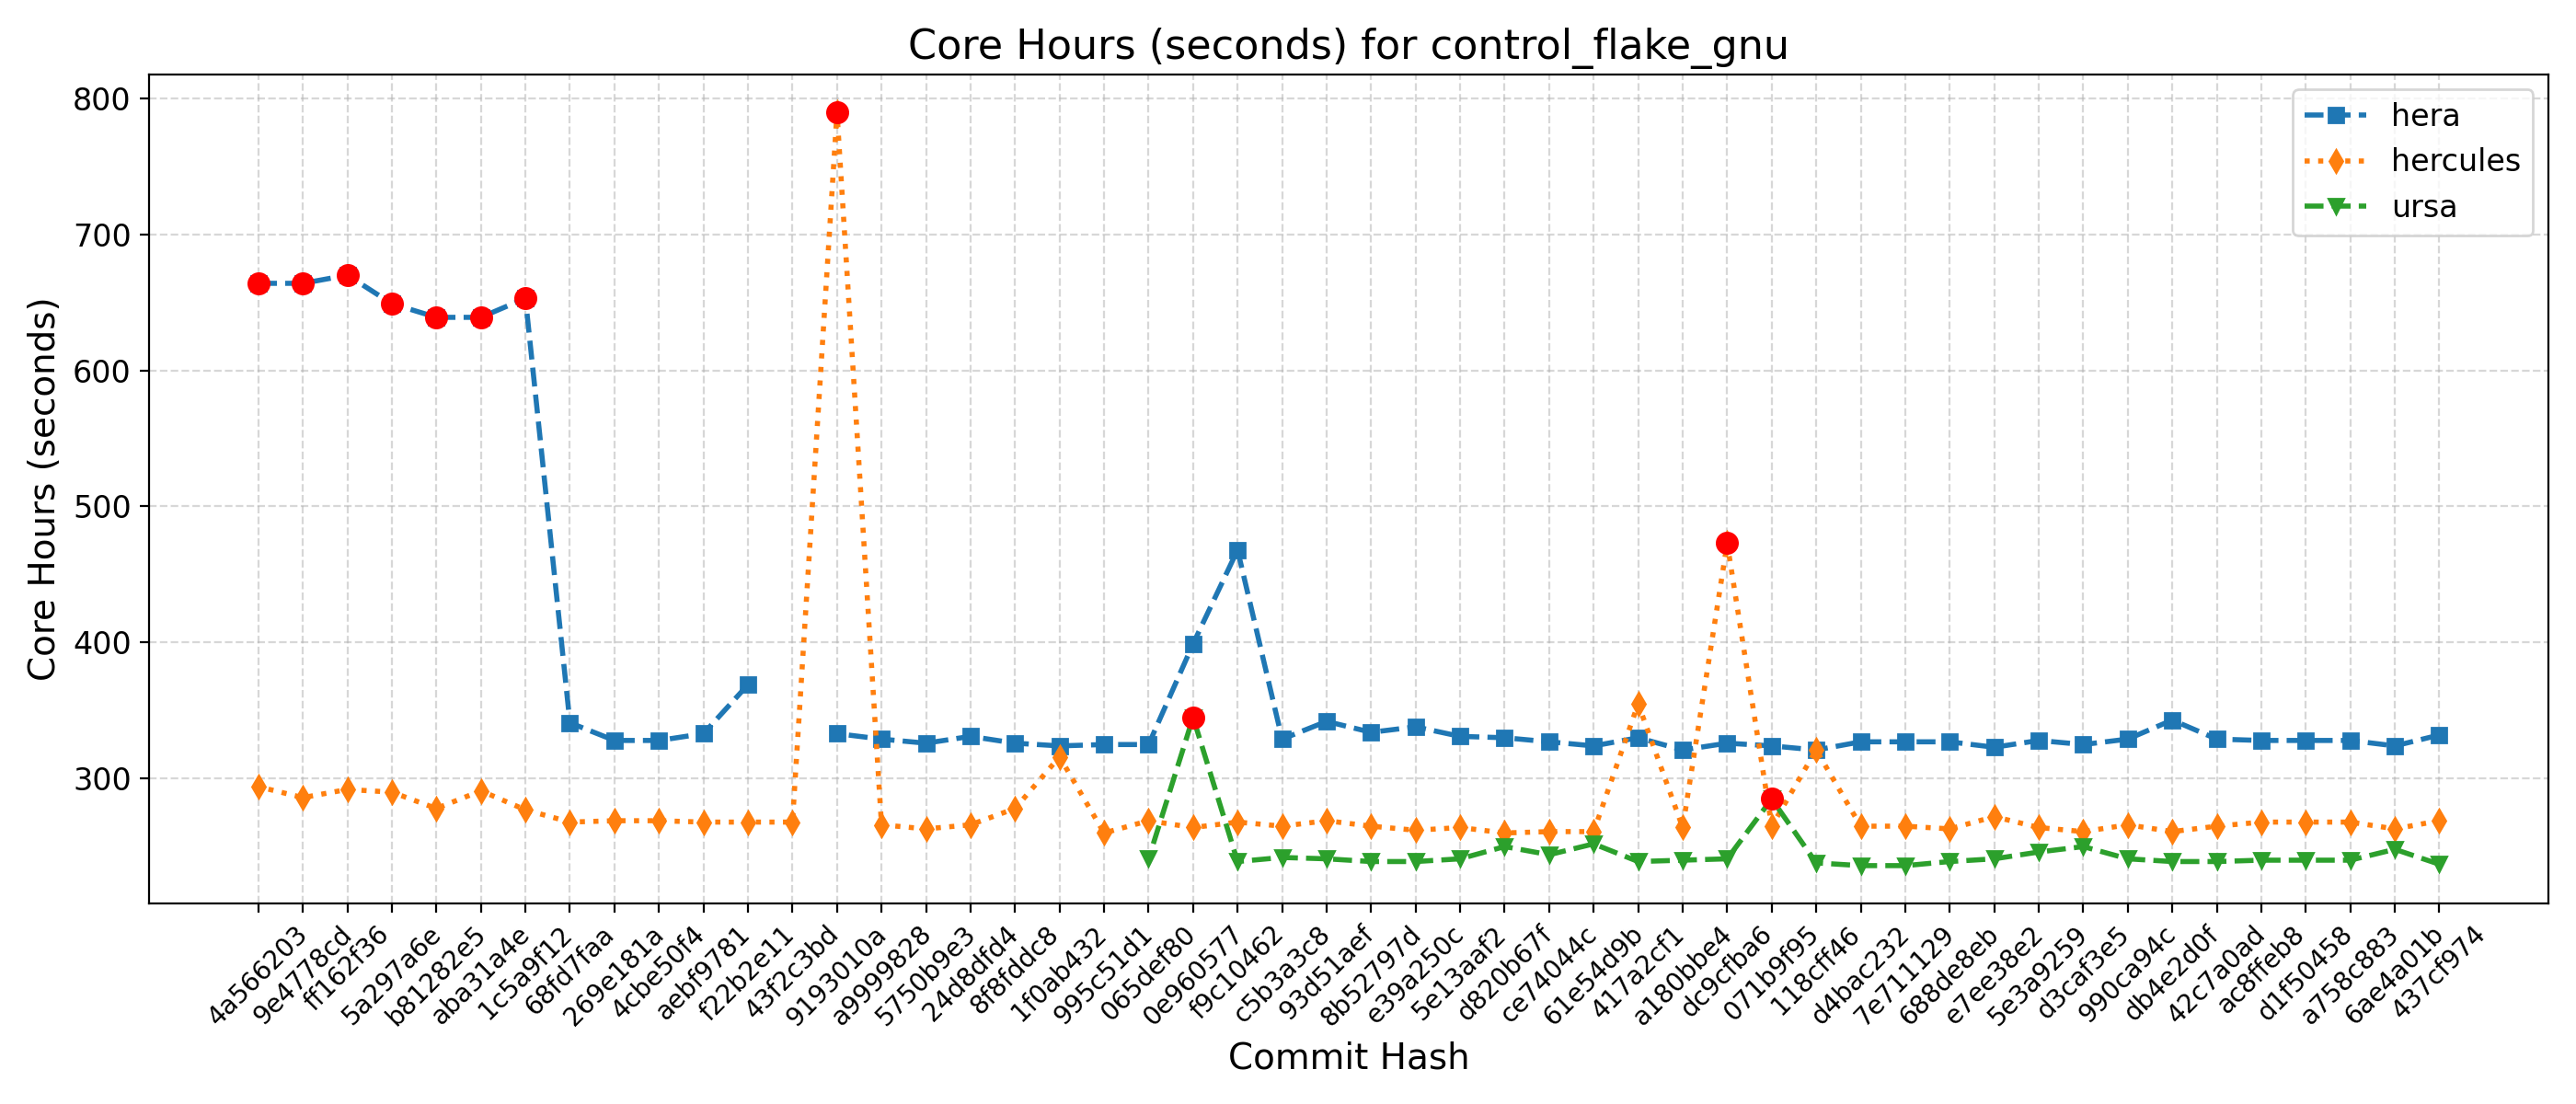 Core Hours (seconds) for control_flake_gnu
Core Hours (seconds)
800
700
600
500
400
300
hera
hercules
ursa
4a566203
9e4778cd
ff162f36
5a297a6e
b81282e5
aba31a4e
1c5a9f12
68fd7faa
269e181a
4cbe50f4
aebf9781
f22b2e11
43f2c3bd
9193010a
a9999828
5750b9e3
24d8dfd4
8f8fddc8
1f0ab432
995c51d1
065def80
0e960577
f9c10462
c5b3a3c8
93d51aef
8b52797d
e39a250c
5e13aaf2
d820b67f
ce74044c
61e54d9b
417a2cf1
a180bbe4
dc9cfba6
071b9f95
118cff46
d4bac232
7e711129
688de8eb
e7ee38e2
5e3a9259
d3caf3e5
990ca94c
db4e2d0f
42c7a0ad
ac8ffeb8
d1f50458
a758c883
6ae4a01b
437cf974
Commit Hash